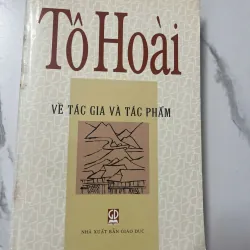 Tô Hoài
VỀ TÁC GIA VÀ TÁC PHẨM
NHÀ XUẤT BẢN GIÁO DỤC